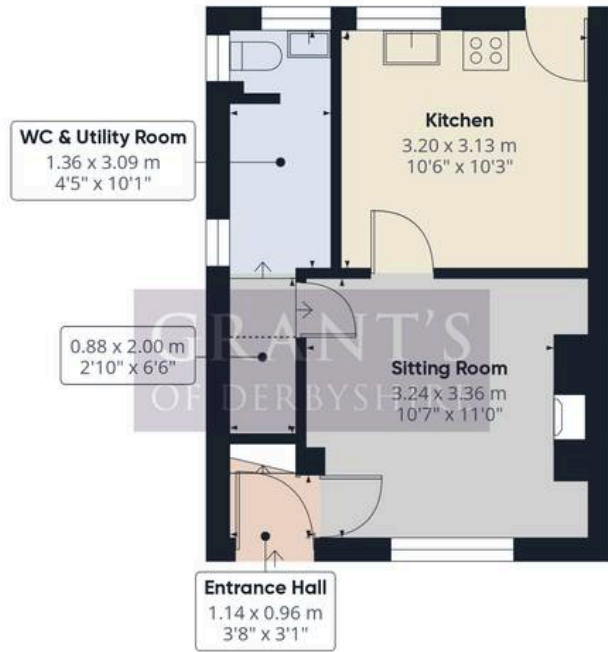 WC & Utility Room
1.36 x 3.09 m
4'5" x 10'1"
Kitchen
3.20 x 3.13 m
10'6" x 10'3"
GRANT'S
OF DERBYSHIRE
0.88 x 2.00 m
2'10" x 6'6"
Sitting Room
3.24 x 3.36 m
10'7" x 11'0"
Entrance Hall
1.14 x 0.96 m
3'8" x 3'1"